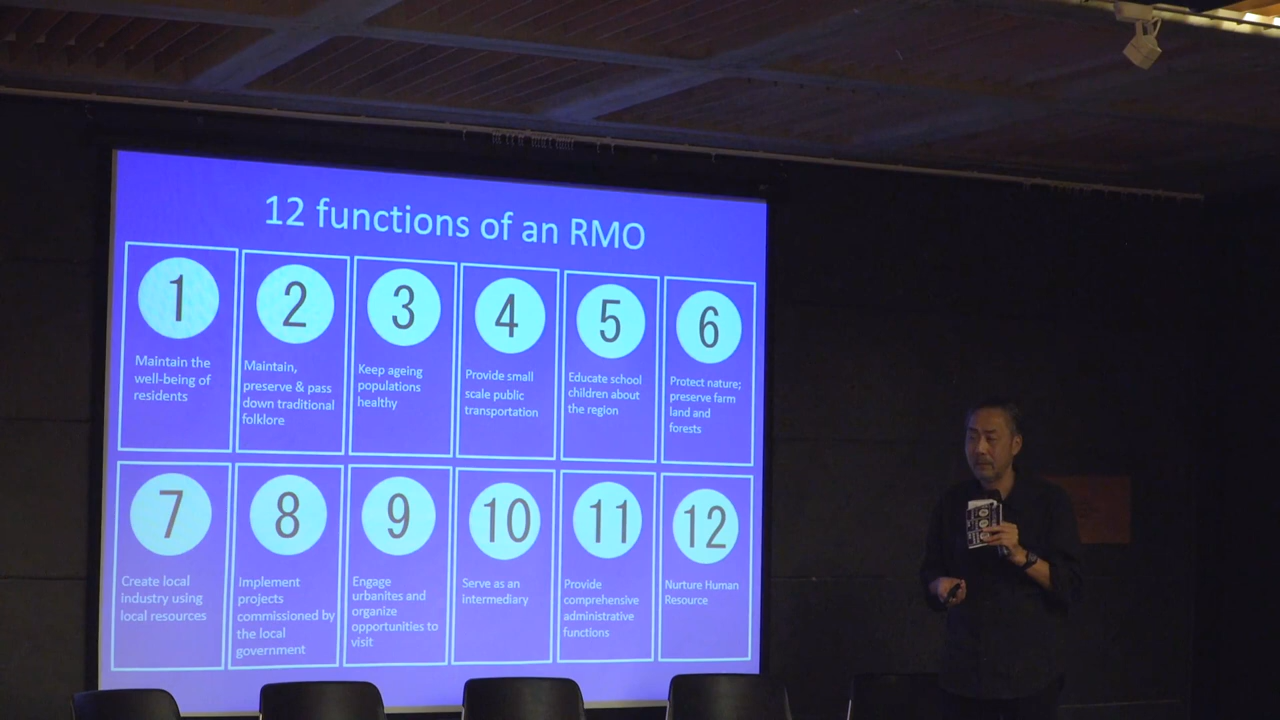 12 functions of an RMO
1
Maintain the
well-being of
residents
2
Maintain,
preserve & pass
down traditional
folklore
3
Keep ageing
populations
healthy
4
Provide small
scale public
transportation
5
Educate school
children about
the region
6
Protect nature;
preserve farm
land and
forests
7
Create local
industry using
local resources
8
Implement
projects
commissioned by
the local
government
9
Engage
urbanites and
organize
opportunities to
visit
10
Serve as an
intermediary
11
Provide
comprehensive
administrative
functions
12
Nurture Human
Resource